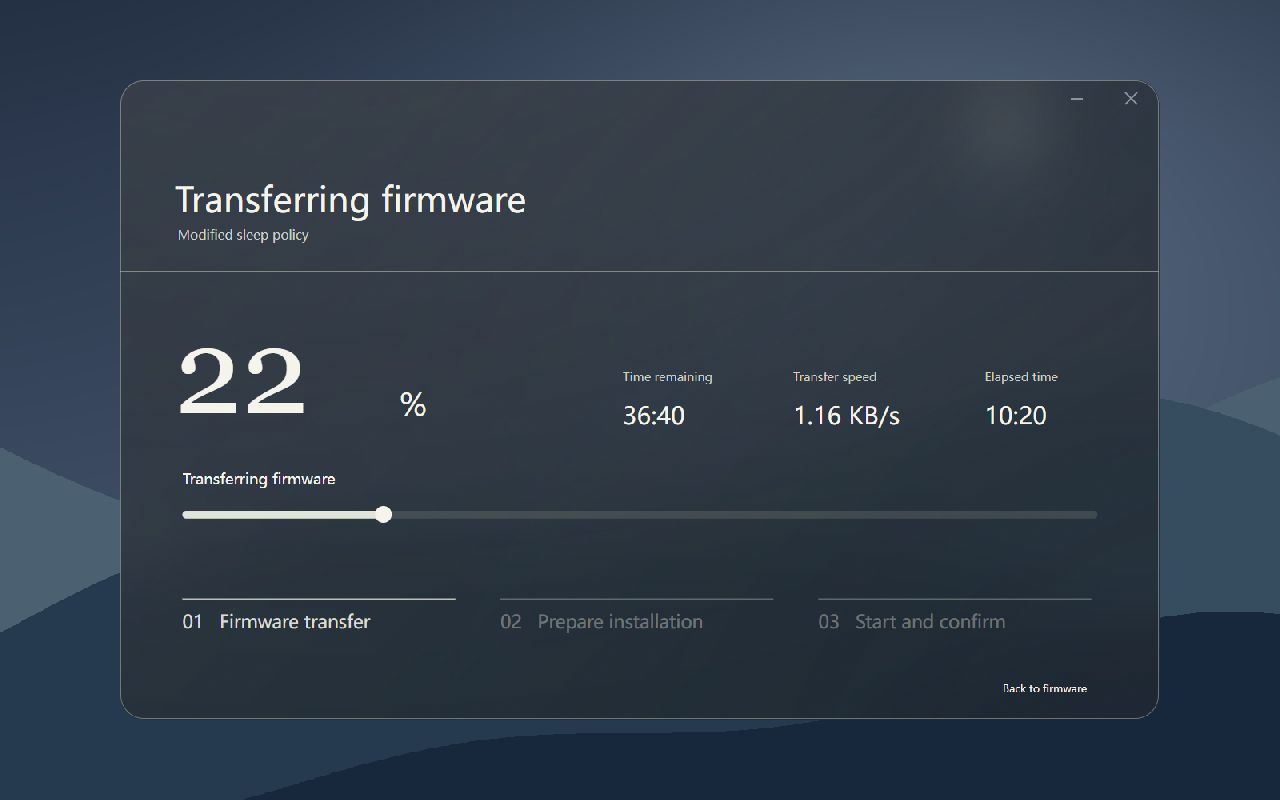 Transferring firmware
Modified sleep policy
22 %
Time remaining
36:40
Transfer speed
1.16 KB/s
Elapsed time
10:20
Transferring firmware
01 Firmware transfer
02 Prepare installation
03 Start and confirm
Back to firmware